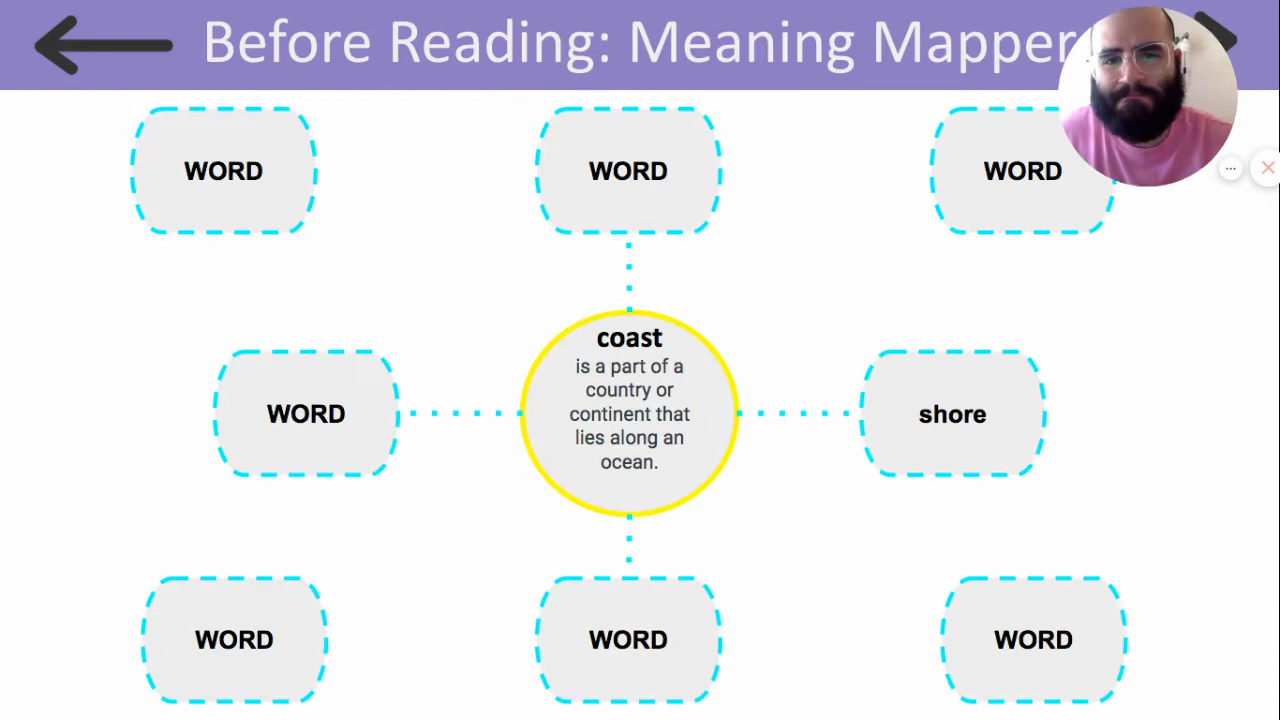 Before Reading: Meaning Mapper
WORD
WORD
WORD
coast
is a part of a
country or
continent that
lies along an
ocean.
WORD
shore
WORD
WORD
WORD